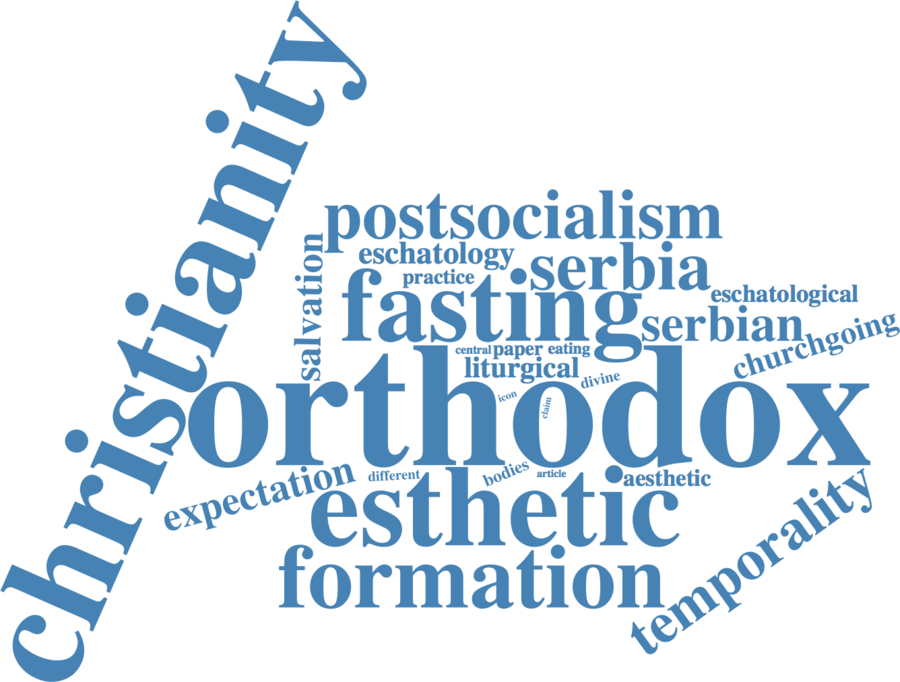 christianity
postsocialism
eschatology
salvation
serbia
practice
fasting
eschatological
serbian
churchgoing
central
paper
eating
liturgical
divine
orthodox
icon
claim
expectation
different
bodies
article
aesthetic
esthetic
temporality
formation